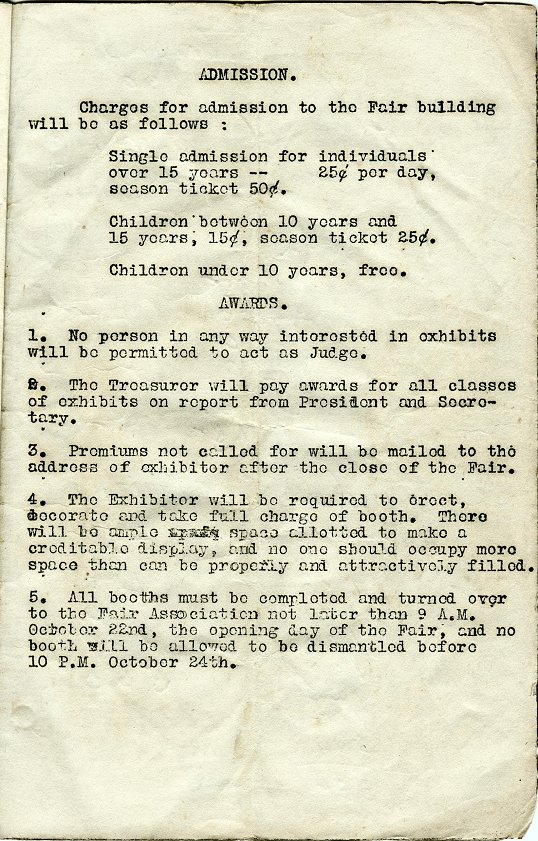 ADMISSION.
Charges for admission to the Fair building
will be as follows :
Single admission for individuals
over 15 years -- 25¢ per day,
season ticket 50¢.
Children between 10 years and
15 years, 15¢, season ticket 25¢.
Children under 10 years, free.
AWARDS.
1. No person in any way interested in exhibits
will be permitted to act as Judge.
2. The Treasurer will pay awards for all classes
of exhibits on report from President and Secre-
tary.
3. Premiums not called for will be mailed to the
address of exhibitor after the close of the Fair.
4. The Exhibitor will be required to erect,
decorate and take full charge of booth. There
will be ample space allotted to make a
creditable display, and no one should occupy more
space than can be properly and attractively filled.
5. All booths must be completed and turned over
to the Fair Association not later than 9 A.M.
October 22nd, the opening day of the Fair, and no
booth will be allowed to be dismantled before
10 P.M. October 24th.